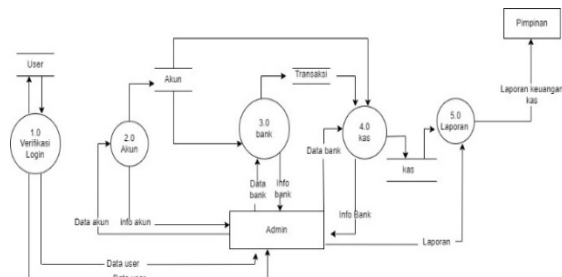 Pimpinan
User
Akun
Transaksi
Laporan keuangan
kas
1.0
Verifikasi
Login
2.0
Akun
3.0
bank
4.0
kas
5.0
Laporan
Data bank
kas
Data
bank
Info
bank
Data akun
info akun
Info Bank
Admin
Laporan
Data user
Data user